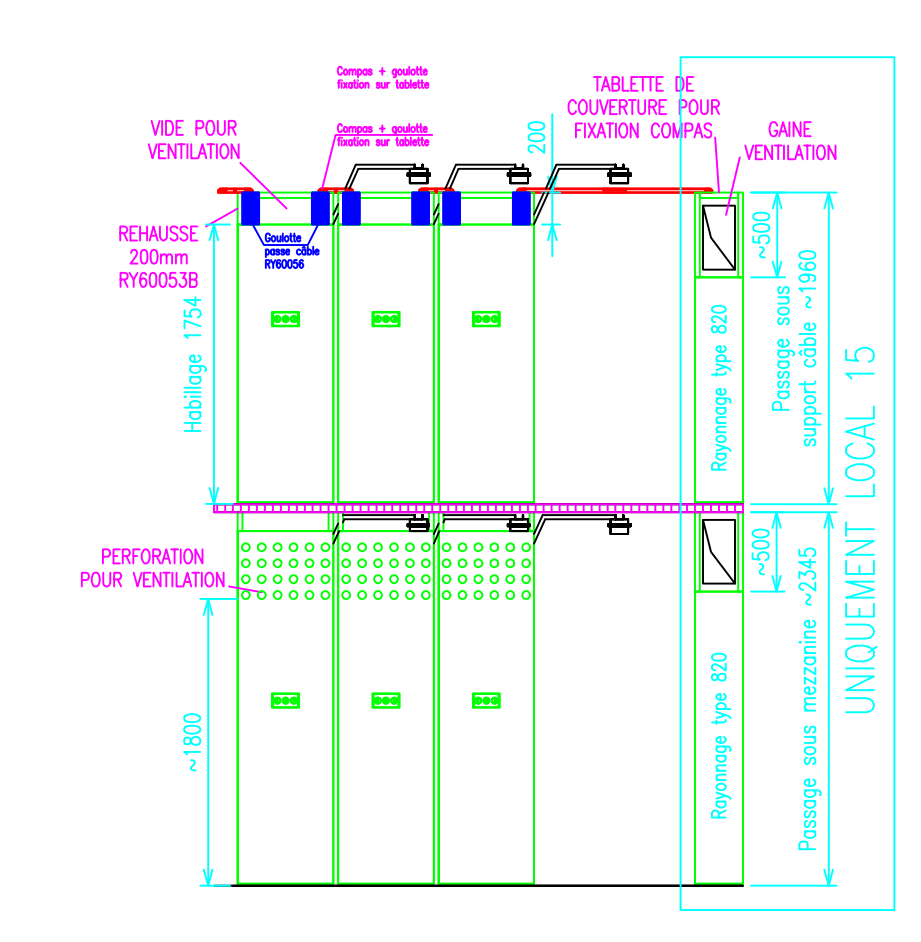 Compas + goulotte
fixation sur tablette
TABLETTE DE
COUVERTURE POUR
FIXATION COMPAS
VIDE POUR
VENTILATION
Compas + goulotte
fixation sur tablette
200
GAINE
VENTILATION
REHAUSSE
200mm
RY60053B
Goulotte
passe câble
RY60056
~500
Passage sous
support câble ~1960
Habillage 1754
Rayonnage type 820
UNIQUEMENT LOCAL 15
PERFORATION
POUR VENTILATION
~500
Passage sous mezzanine ~2345
~1800
Rayonnage type 820